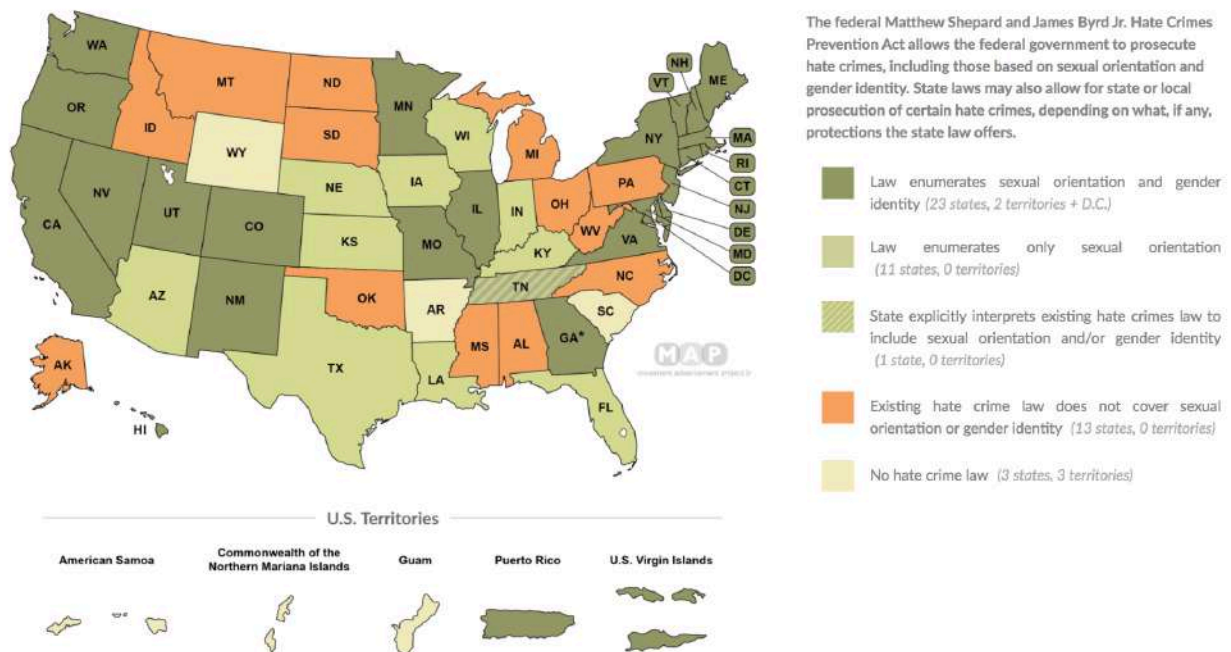 WA
OR
CA
NV
ID
MT
WY
UT
AZ
CO
NM
ND
SD
NE
KS
OK
TX
MN
IA
MO
AR
LA
WI
IL
MS
MI
IN
KY
TN
AL
OH
WV
GA*
FL
SC
NC
VA
PA
NY
VT
NH
ME
MA
RI
CT
NJ
DE
MD
DC
AK
HI
MAP
The federal Matthew Shepard and James Byrd Jr. Hate Crimes
Prevention Act allows the federal government to prosecute
hate crimes, including those based on sexual orientation and
gender identity. State laws may also allow for state or local
prosecution of certain hate crimes, depending on what, if any,
protections the state law offers.
Law enumerates sexual orientation and gender
identity (23 states, 2 territories + D.C.)
Law enumerates only sexual orientation
(11 states, 0 territories)
State explicitly interprets existing hate crimes law to
include sexual orientation and/or gender identity
(1 state, 0 territories)
Existing hate crime law does not cover sexual
orientation or gender identity (13 states, 0 territories)
No hate crime law (3 states, 3 territories)
U.S. Territories
American Samoa
Commonwealth of the
Northern Mariana Islands
Guam
Puerto Rico
U.S. Virgin Islands